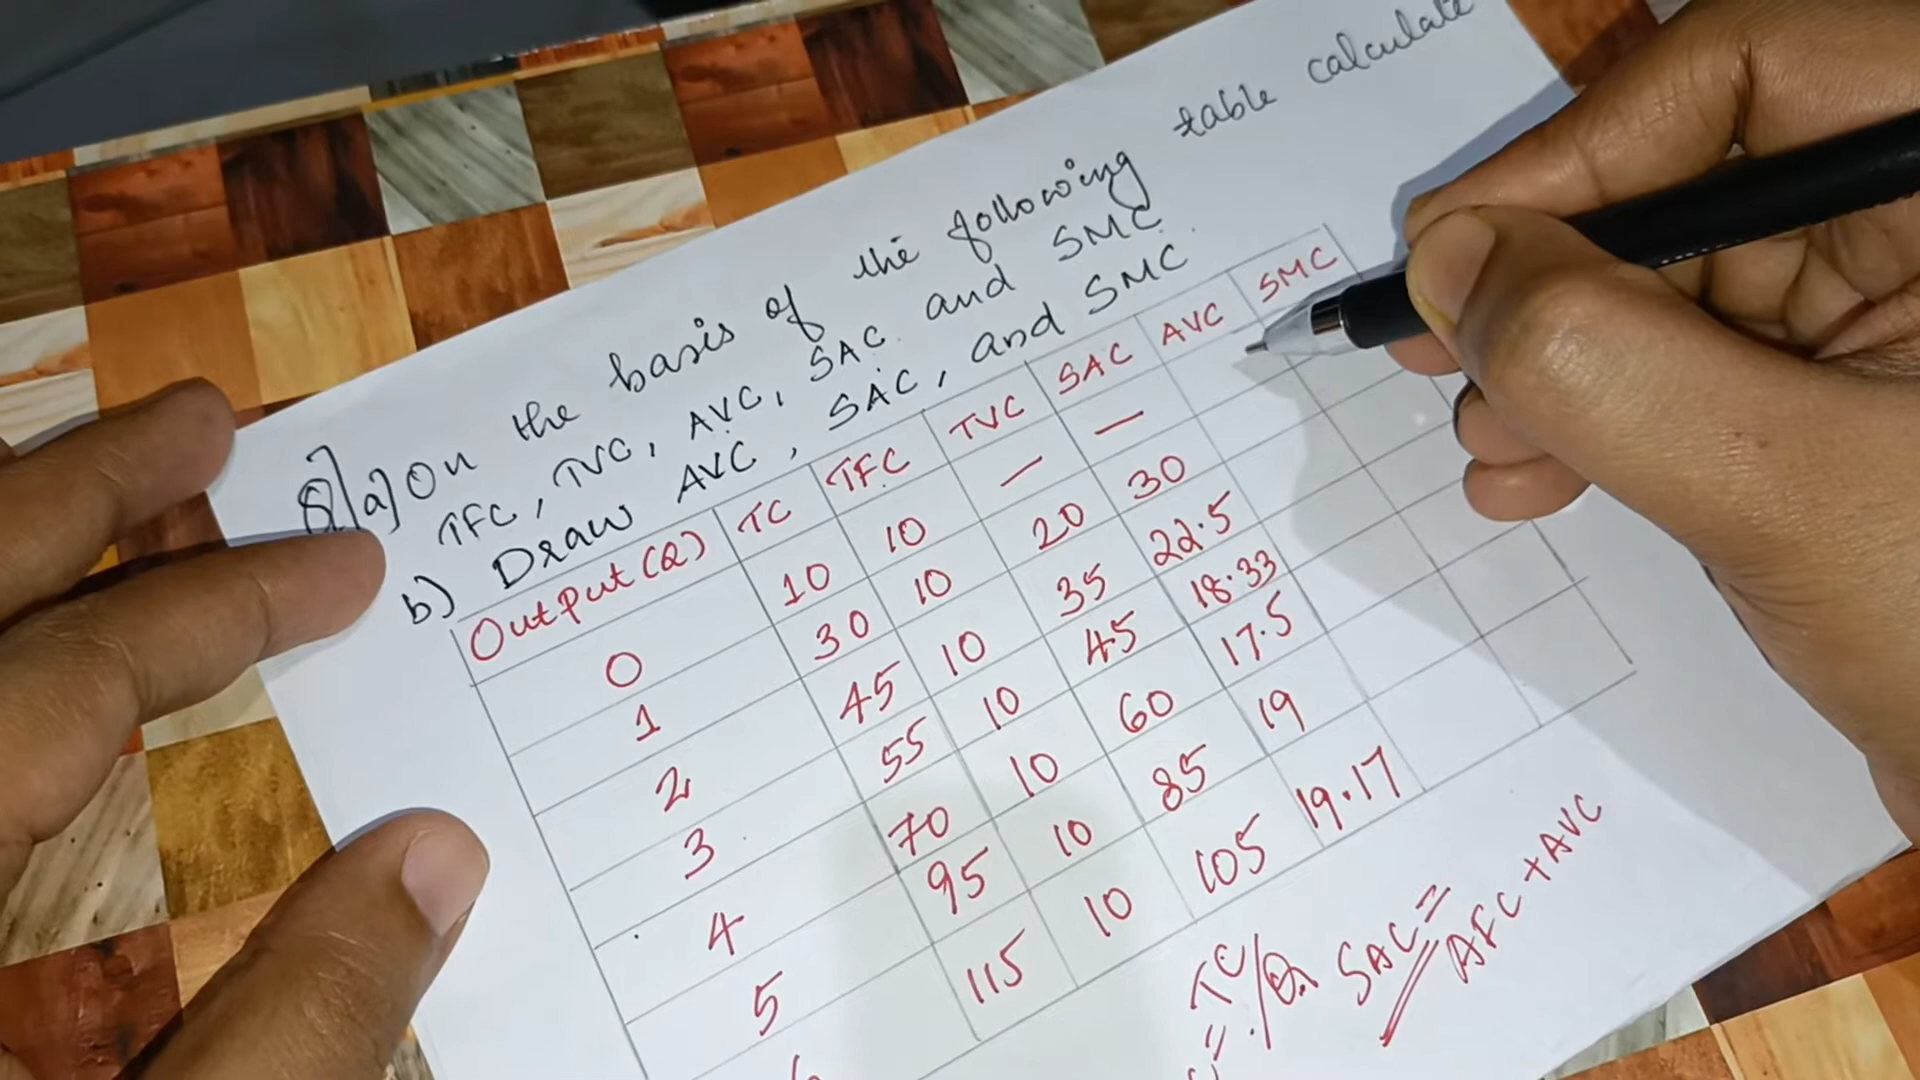 Q] a) On the basis of the following table calculate
TFC, TVC, AVC, SAC and SMC
b) Draw AVC, SAC, and SMC.
Output(Q) TC TFC TVC SAC AVC SMC
0 10 10 — —
1 30 10 20 30
2 45 10 35 22.5
3 55 10 45 18.33
4 70 10 60 17.5
5 95 10 85 19
115 10 105 19.17
TC/Q SAC =
AFC + AVC